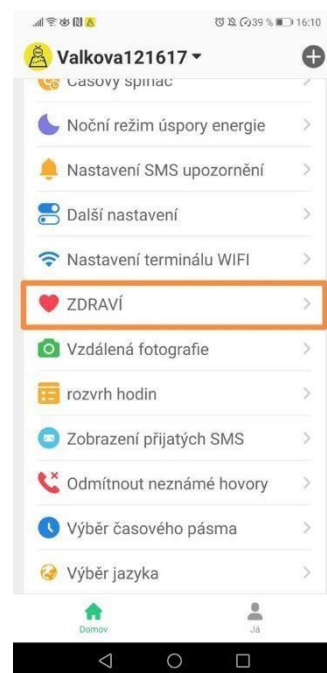 39 % 16:10
Valkova121617
Časový spínač
Noční režim úspory energie
Nastavení SMS upozornění
Další nastavení
Nastavení terminálu WIFI
ZDRAVÍ
Vzdálená fotografie
rozvrh hodin
Zobrazení přijatých SMS
Odmítnout neznámé hovory
Výběr časového pásma
Výběr jazyka
Domov
Já